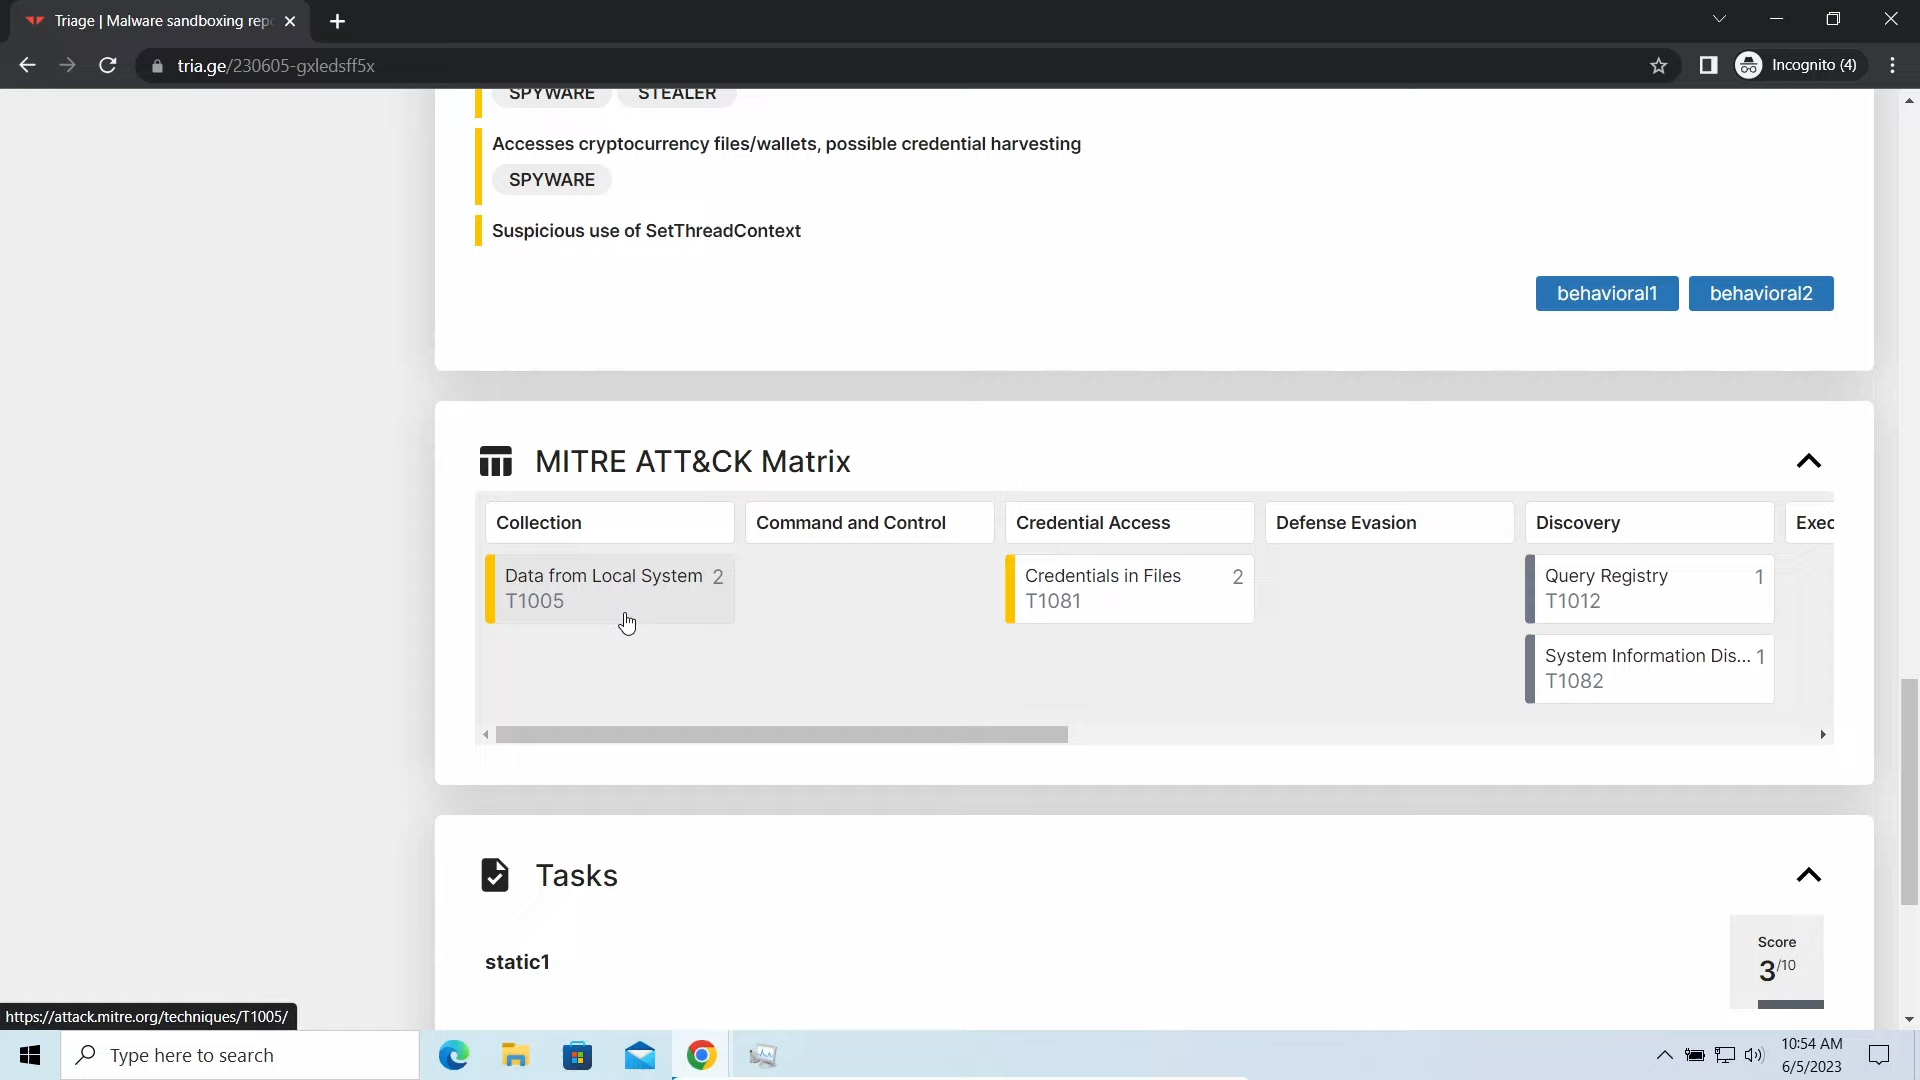 Triage | Malware sandboxing rep
tria.ge/230605-gxledsff5x
Incognito (4)
SPYWARE STEALER
Accesses cryptocurrency files/wallets, possible credential harvesting
SPYWARE
Suspicious use of SetThreadContext
behavioral1 behavioral2
MITRE ATT&CK Matrix
Collection Command and Control Credential Access Defense Evasion Discovery Exec
Data from Local System 2 Credentials in Files 2 Query Registry 1
T1005 T1081 T1012
System Information Dis... 1
T1082
Tasks
Score
static1 3/10
https://attack.mitre.org/techniques/T1005/
Type here to search
10:54 AM
6/5/2023